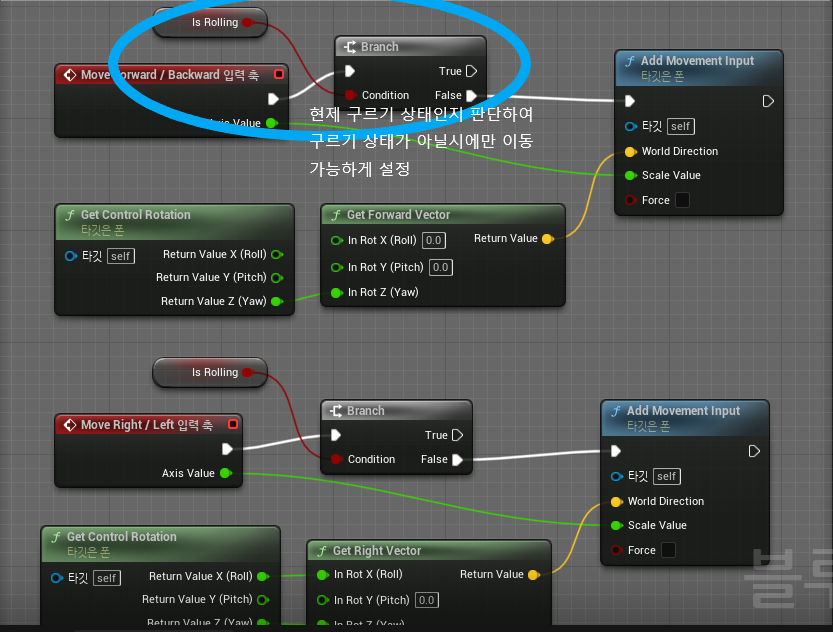 Is Rolling
Branch
Move Forward / Backward 입력 축
True
Condition
False
Axis Value
현제 구르기 상태인지 판단하여
구르기 상태가 아닐시에만 이동
가능하게 설정
Add Movement Input
타깃은 폰
타깃 self
World Direction
Scale Value
Force
Get Control Rotation
타깃은 폰
타깃 self
Return Value X (Roll)
Return Value Y (Pitch)
Return Value Z (Yaw)
Get Forward Vector
In Rot X (Roll) 0.0
Return Value
In Rot Y (Pitch) 0.0
In Rot Z (Yaw)
Is Rolling
Branch
Move Right / Left 입력 축
True
Axis Value
Condition
False
Add Movement Input
타깃은 폰
타깃 self
World Direction
Scale Value
Force
Get Control Rotation
타깃은 폰
타깃 self
Return Value X (Roll)
Return Value Y (Pitch)
Return Value Z (Yaw)
Get Right Vector
In Rot X (Roll)
Return Value
In Rot Y (Pitch) 0.0
In Rot Z (Yaw)